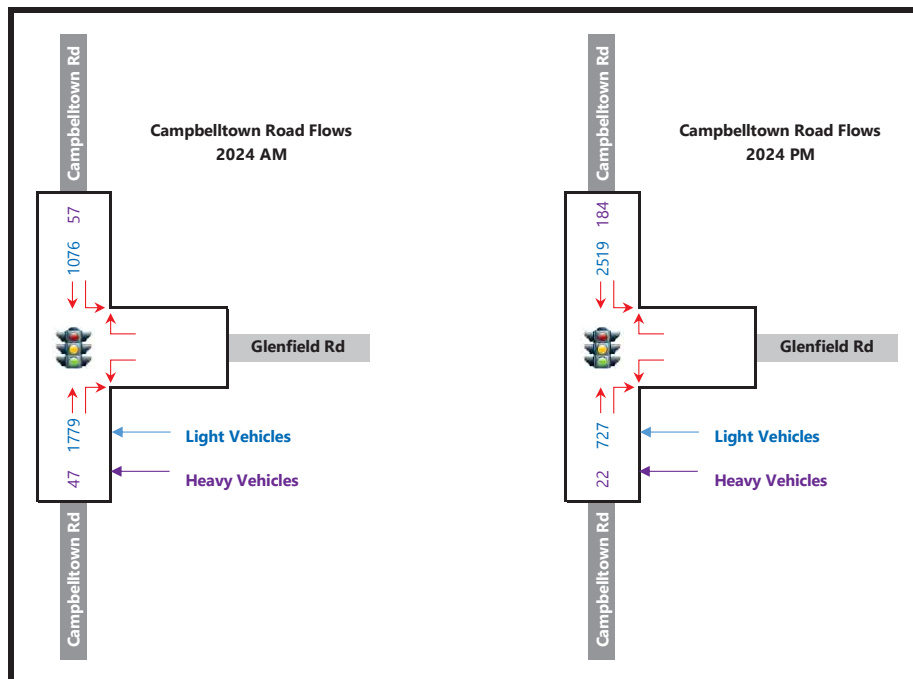 Campbelltown Rd
Campbelltown Road Flows
2024 AM
57
1076
Glenfield Rd
1779
Light Vehicles
47
Heavy Vehicles
Campbelltown Rd
Campbelltown Rd
Campbelltown Road Flows
2024 PM
184
2519
Glenfield Rd
727
Light Vehicles
22
Heavy Vehicles
Campbelltown Rd